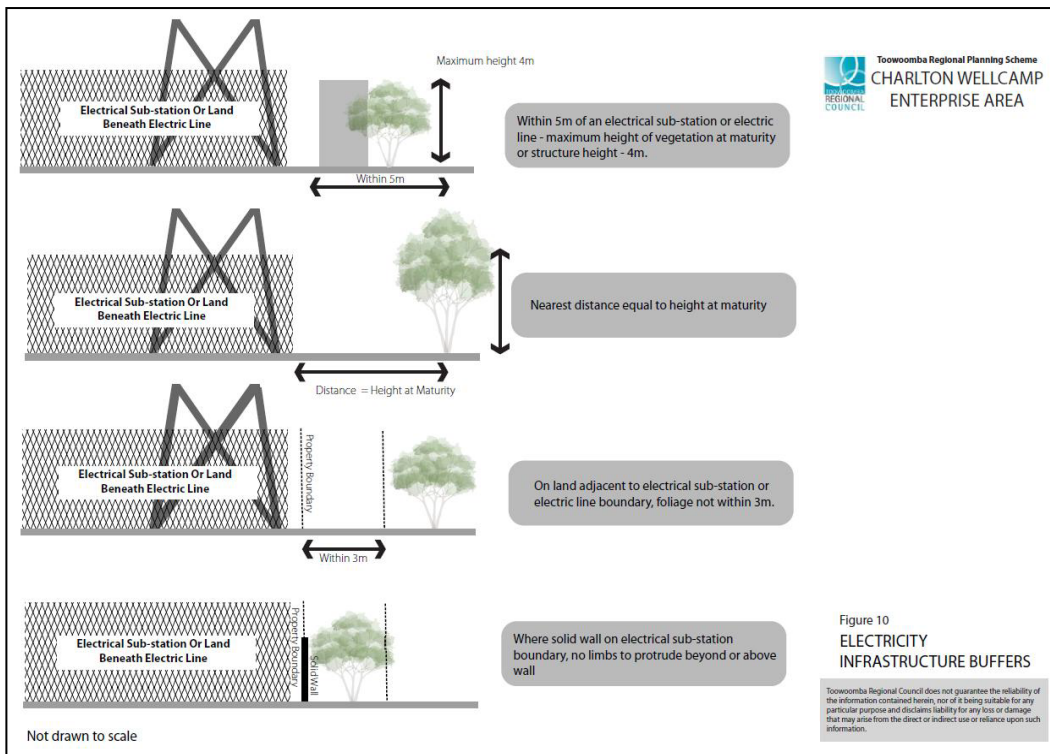 Toowoomba Regional Planning Scheme
CHARLTON WELLCAMP
ENTERPRISE AREA
REGIONAL
COUNCIL
Maximum height 4m
Electrical Sub-station Or Land
Beneath Electric Line
Within 5m of an electrical sub-station or electric
line - maximum height of vegetation at maturity
or structure height - 4m.
Within 5m
Electrical Sub-station Or Land
Beneath Electric Line
Nearest distance equal to height at maturity
Distance = Height at Maturity
Electrical Sub-station Or Land
Beneath Electric Line
Property Boundary
On land adjacent to electrical sub-station or
electric line boundary, foliage not within 3m.
Within 3m
Electrical Sub-station Or Land
Beneath Electric Line
Property Boundary
Solid Wall
Where solid wall on electrical sub-station
boundary, no limbs to protrude beyond or above
wall
Figure 10
ELECTRICITY
INFRASTRUCTURE BUFFERS
Toowoomba Regional Council does not guarantee the reliability of
the information contained herein, nor of it being suitable for any
particular purpose and disclaims liability for any loss or damage
that may arise from the direct or indirect use or reliance upon such
information.
Not drawn to scale